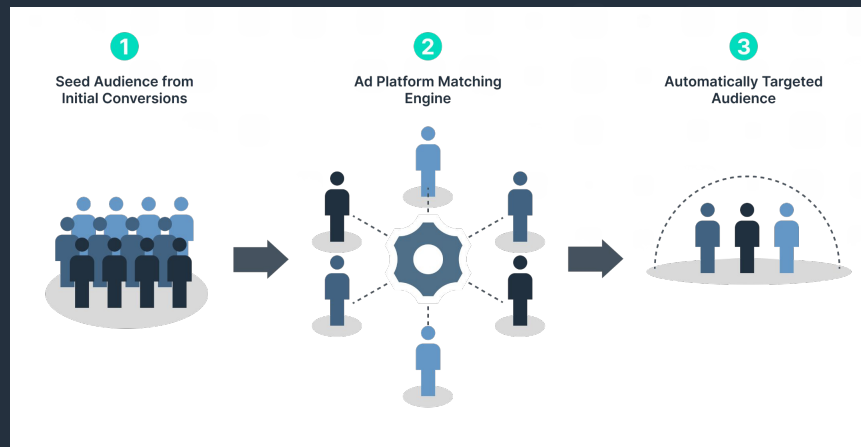 1
Seed Audience from
Initial Conversions
2
Ad Platform Matching
Engine
3
Automatically Targeted
Audience